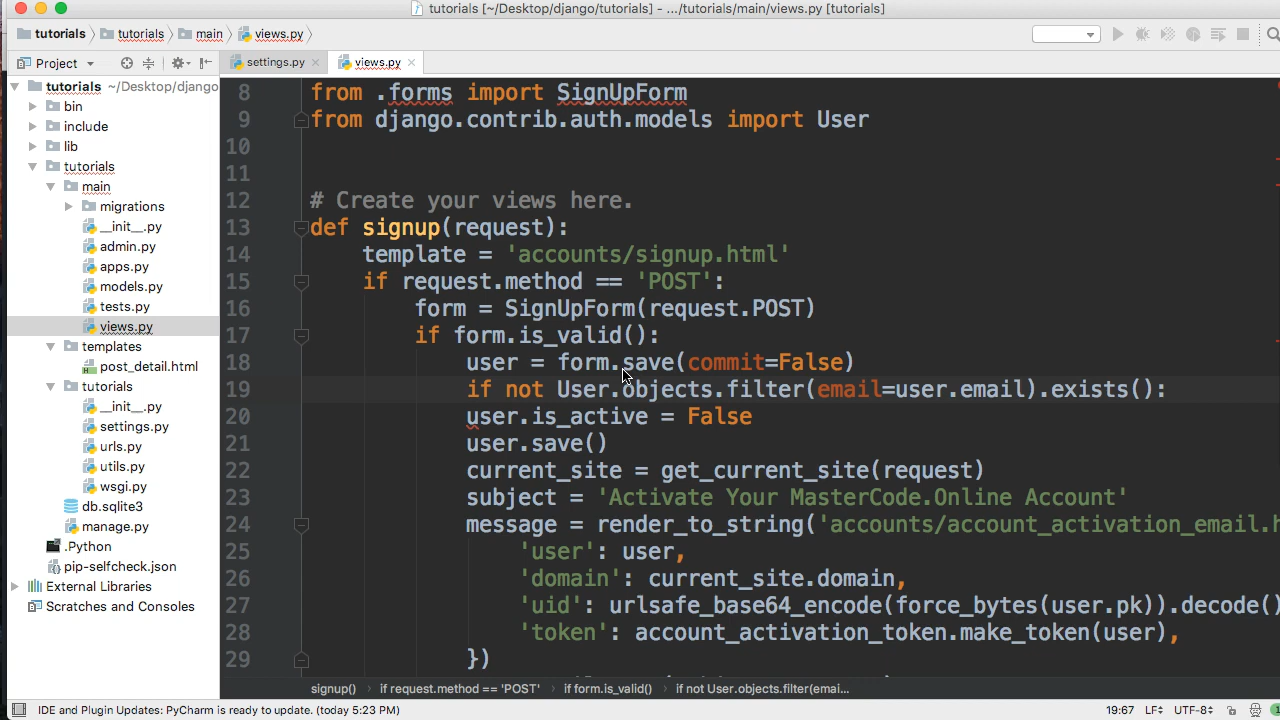 tutorials [~/Desktop/django/tutorials] - .../tutorials/main/views.py [tutorials]
tutorials
tutorials
main
views.py
Project
settings.py
views.py
tutorials ~/Desktop/django
bin
include
lib
tutorials
main
migrations
__init__.py
admin.py
apps.py
models.py
tests.py
views.py
templates
post_detail.html
tutorials
__init__.py
settings.py
urls.py
utils.py
wsgi.py
db.sqlite3
manage.py
.Python
pip-selfcheck.json
External Libraries
Scratches and Consoles
8 from .forms import SignUpForm
9 from django.contrib.auth.models import User
10
11
12 # Create your views here.
13 def signup(request):
14 template = 'accounts/signup.html'
15 if request.method == 'POST':
16 form = SignUpForm(request.POST)
17 if form.is_valid():
18 user = form.save(commit=False)
19 if not User.objects.filter(email=user.email).exists():
20 user.is_active = False
21 user.save()
22 current_site = get_current_site(request)
23 subject = 'Activate Your MasterCode.Online Account'
24 message = render_to_string('accounts/account_activation_email.h
25 'user': user,
26 'domain': current_site.domain,
27 'uid': urlsafe_base64_encode(force_bytes(user.pk)).decode()
28 'token': account_activation_token.make_token(user),
29 })
signup() if request.method == 'POST' if form.is_valid() if not User.objects.filter(emai...
IDE and Plugin Updates: PyCharm is ready to update. (today 5:23 PM) 19:67 LF UTF-8